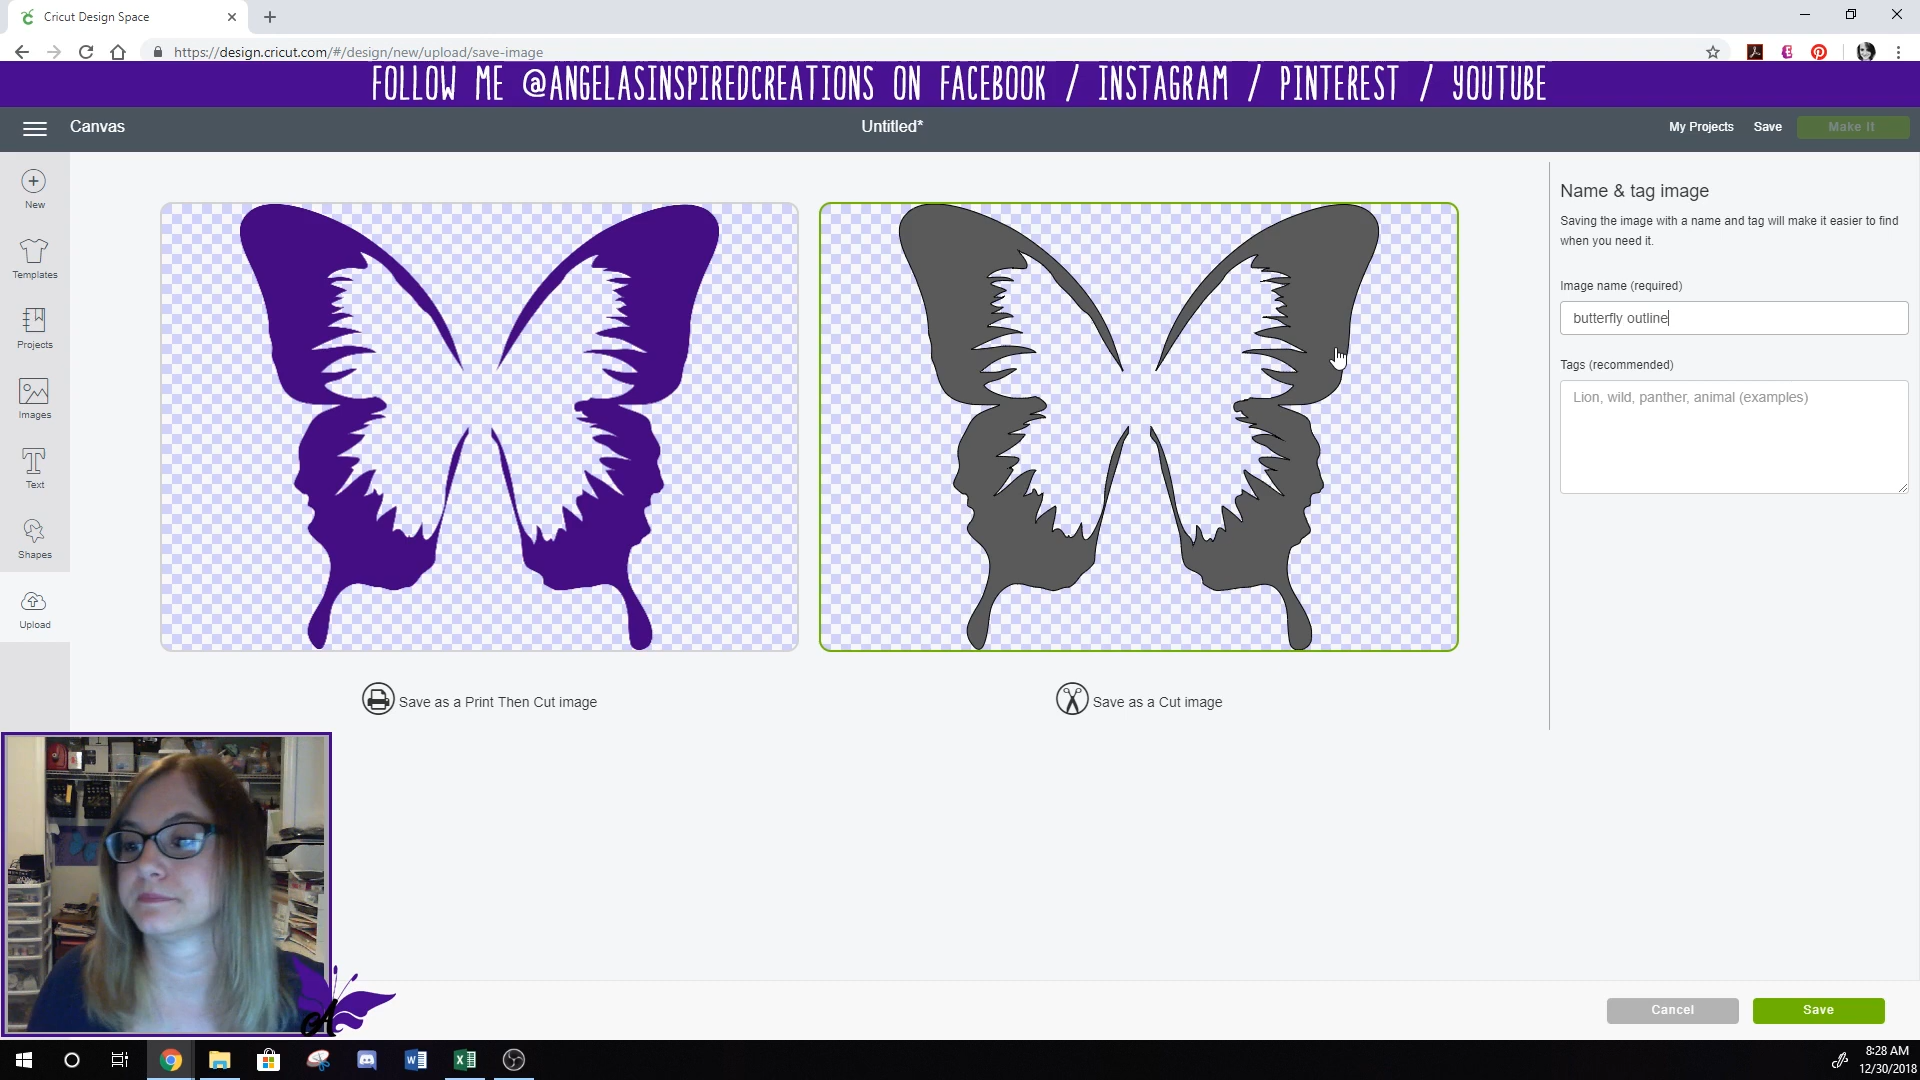 Cricut Design Space
https://design.cricut.com/#/design/new/upload/save-image
FOLLOW ME @ANGELASINSPIREDCREATIONS ON FACEBOOK / INSTAGRAM / PINTEREST / YOUTUBE
Canvas
Untitled*
My Projects
Save
Make It
New
Templates
Projects
Images
Text
Shapes
Upload
Save as a Print Then Cut image
Save as a Cut image
Name & tag image
Saving the image with a name and tag will make it easier to find
when you need it.
Image name (required)
butterfly outline
Tags (recommended)
Lion, wild, panther, animal (examples)
A
Cancel
Save
8:28 AM
12/30/2018